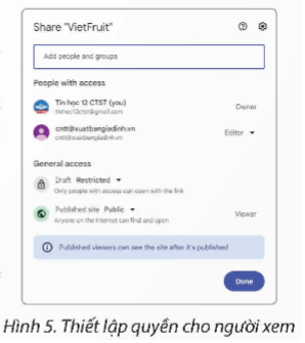 Share "VietFruit"
Add people and groups
People with access
Tin học 12 CTST (you)
tinhoc12ctst@gmail.com
Owner
cntt@xuatbangiadinh.vn
cntt@xuatbangiadinh.vn
Editor
General access
Draft Restricted
Only people with access can open with the link
Published site Public
Anyone on the Internet can find and open
Viewer
Published viewers can see the site after it's published
Done
Hình 5. Thiết lập quyền cho người xem